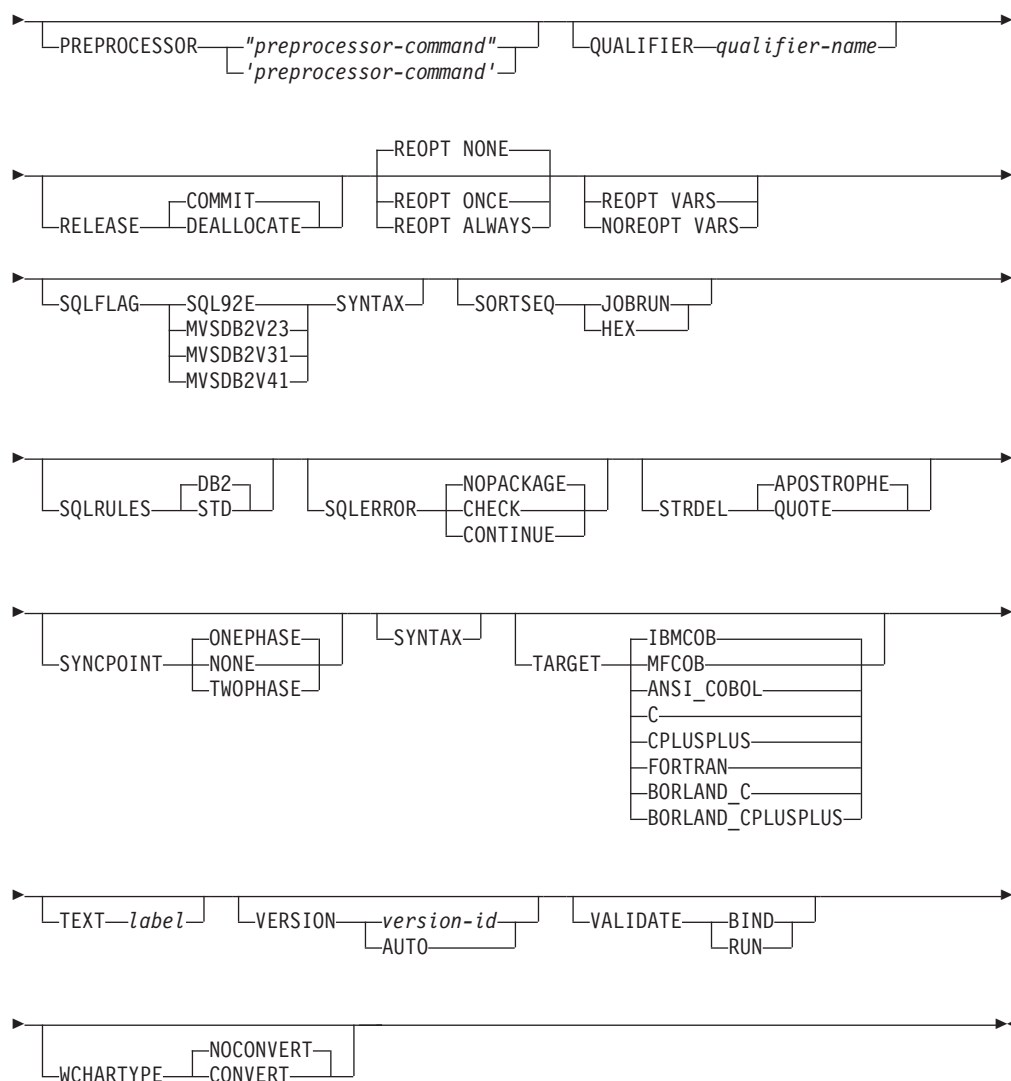 PREPROCESSOR "preprocessor-command" QUALIFIER qualifier-name
'preprocessor-command'
REOPT NONE
COMMIT REOPT ONCE REOPT VARS
RELEASE DEALLOCATE REOPT ALWAYS NOREOPT VARS
SQLFLAG SQL92E SYNTAX SORTSEQ JOBRUN
MVSDB2V23 HEX
MVSDB2V31
MVSDB2V41
DB2 NOPACKAGE APOSTROPHE
SQLRULES STD SQLERROR CHECK STRDEL QUOTE
CONTINUE
ONEPHASE SYNTAX IBMCOB
SYNCPOINT NONE TARGET MFCOB
TWOPHASE ANSI_COBOL
C
CPLUSPLUS
FORTRAN
BORLAND_C
BORLAND_CPLUSPLUS
TEXT label VERSION version-id VALIDATE BIND
AUTO RUN
NOCONVERT
WCHARTYPE CONVERT